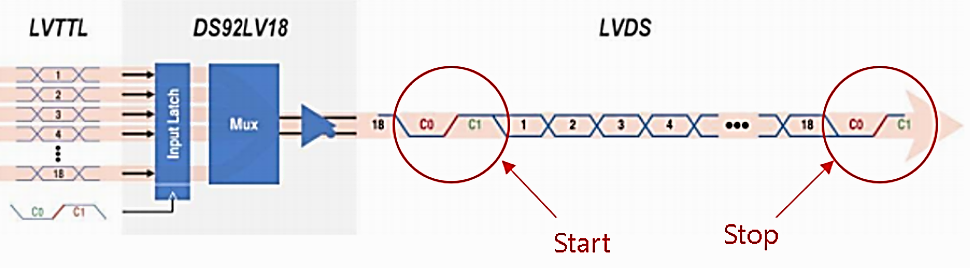 LVTTL DS92LV18 LVDS
1
2
3
4
18
Input Latch
Mux
C0 C1
18 C0 C1 1 2 3 4 ••• 18 C0 C1
Start
Stop